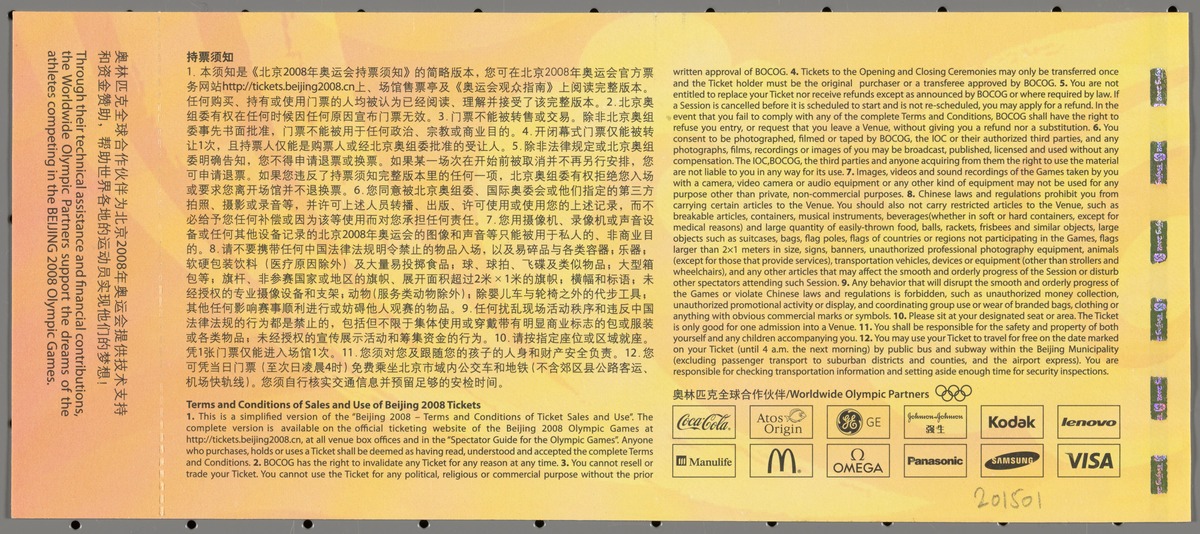 奥林匹克全球合作伙伴为北京2008年奥运会提供技术支持
和资金赞助，帮助世界各地的运动员实现他们的梦想！
Through their technical assistance and financial contributions,
the Worldwide Olympic Partners support the dreams of the
athletes competing in the BEIJING 2008 Olympic Games.
持票须知
1. 本须知是《北京2008年奥运会持票须知》的简略版本，您可在北京2008年奥运会官方票
务网站http://tickets.beijing2008.cn上、场馆售票亭及《奥运会观众指南》上阅读完整版本。
任何购买、持有或使用门票的人均被认为已经阅读、理解并接受了该完整版本。2. 北京奥
组委有权在任何时候因任何原因宣布门票无效。3. 门票不能被转售或交易。除非北京奥组
委事先书面批准，门票不能被用于任何政治、宗教或商业目的。4. 开闭幕式门票仅能被转
让1次，且持票人仅能是购票人或经北京奥组委批准的受让人。5. 除非法律规定或北京奥组
委明确告知，您不得申请退票或换票。如果某一场次在开始前被取消并不再另行安排，您
可申请退票。如果您违反了持票须知完整版本里的任何一项，北京奥组委有权拒绝您入场
或要求您离开场馆并不退换票。6. 您同意被北京奥组委、国际奥委会或他们指定的第三方
拍照、摄影或录音等，并许可上述人员转播、出版、许可使用或使用您的上述记录，而不
必给予您任何补偿或因为该等使用而对您承担任何责任。7. 您用摄像机、录像机或声音设
备或任何其他设备记录的北京2008年奥运会的图像和声音等只能被用于私人的、非商业目
的。8. 请不要携带任何中国法律法规明令禁止的物品入场，以及易碎品与各类容器；乐器；
软硬包装饮料（医疗原因除外）及大量易投掷食品；球、球拍、飞碟及类似物品；大型箱
包等；旗杆、非参赛国家或地区的旗帜、展开面积超过2米×1米的旗帜；横幅和标语；未
经授权的专业摄像设备和支架；动物（服务类动物除外）；除婴儿车与轮椅之外的代步工具；
其他任何影响赛事顺利进行或妨碍他人观赛的物品。9. 任何扰乱现场活动秩序和违反中国
法律法规的行为都是禁止的，包括但不限于集体使用或穿戴带有明显商业标志的包或服装
或各类物品；未经授权的宣传展示活动和筹集资金的行为。10. 请按指定座位或区域就座。
凭1张门票仅能进入场馆1次。11. 您须对您及跟随您的孩子的人身和财产安全负责。12. 您
可凭当日门票（至次日凌晨4时）免费乘坐北京市域内公交车和地铁（不含郊区县公路客运、
机场快轨线）。您须自行核实交通信息并预留足够的安检时间。
Terms and Conditions of Sales and Use of Beijing 2008 Tickets
1. This is a simplified version of the "Beijing 2008 – Terms and Conditions of Ticket Sales and Use". The
complete version is available on the official ticketing website of the Beijing 2008 Olympic Games at
http://tickets.beijing2008.cn, at all venue box offices and in the "Spectator Guide for the Olympic Games". Anyone
who purchases, holds or uses a Ticket shall be deemed as having read, understood and accepted the complete Terms
and Conditions. 2. BOCOG has the right to invalidate any Ticket for any reason at any time. 3. You cannot resell or
trade your Ticket. You cannot use the Ticket for any political, religious or commercial purpose without the prior
written approval of BOCOG. 4. Tickets to the Opening and Closing Ceremonies may only be transferred once
and the Ticket holder must be the original purchaser or a transferee approved by BOCOG. 5. You are not
entitled to replace your Ticket nor receive refunds except as announced by BOCOG or where required by law. If
a Session is cancelled before it is scheduled to start and is not re-scheduled, you may apply for a refund. In the
event that you fail to comply with any of the complete Terms and Conditions, BOCOG shall have the right to
refuse you entry, or request that you leave a Venue, without giving you a refund nor a substitution. 6. You
consent to be photographed, filmed or taped by BOCOG, the IOC or their authorized third parties, and any
photographs, films, recordings or images of you may be broadcast, published, licensed and used without any
compensation. The IOC,BOCOG, the third parties and anyone acquiring from them the right to use the material
are not liable to you in any way for its use. 7. Images, videos and sound recordings of the Games taken by you
with a camera, video camera or audio equipment or any other kind of equipment may not be used for any
purpose other than private, non-commercial purposes. 8. Chinese laws and regulations prohibit you from
carrying certain articles to the Venue. You should also not carry restricted articles to the Venue, such as
breakable articles, containers, musical instruments, beverages(whether in soft or hard containers, except for
medical reasons) and large quantity of easily-thrown food, balls, rackets, frisbees and similar objects, large
objects such as suitcases, bags, flag poles, flags of countries or regions not participating in the Games, flags
larger than 2×1 meters in size, signs, banners, unauthorized professional photography equipment, animals
(except for those that provide services), transportation vehicles, devices or equipment (other than strollers and
wheelchairs), and any other articles that may affect the smooth and orderly progress of the Session or disturb
other spectators attending such Session. 9. Any behavior that will disrupt the smooth and orderly progress of
the Games or violate Chinese laws and regulations is forbidden, such as unauthorized money collection,
unauthorized promotional activity or display, and coordinating group use or wear of branded bags, clothing or
anything with obvious commercial marks or symbols. 10. Please sit at your designated seat or area. The Ticket
is only good for one admission into a Venue. 11. You shall be responsible for the safety and property of both
yourself and any children accompanying you. 12. You may use your Ticket to travel for free on the date marked
on your Ticket (until 4 a.m. the next morning) by public bus and subway within the Beijing Municipality
(excluding passenger transport to suburban districts and counties, and the airport express). You are
responsible for checking transportation information and setting aside enough time for security inspections.
奥林匹克全球合作伙伴/Worldwide Olympic Partners
Coca-Cola
Atos Origin
GE
Johnson&Johnson 强生
Kodak
lenovo
Manulife
M
Ω OMEGA
Panasonic
SAMSUNG
VISA
201501